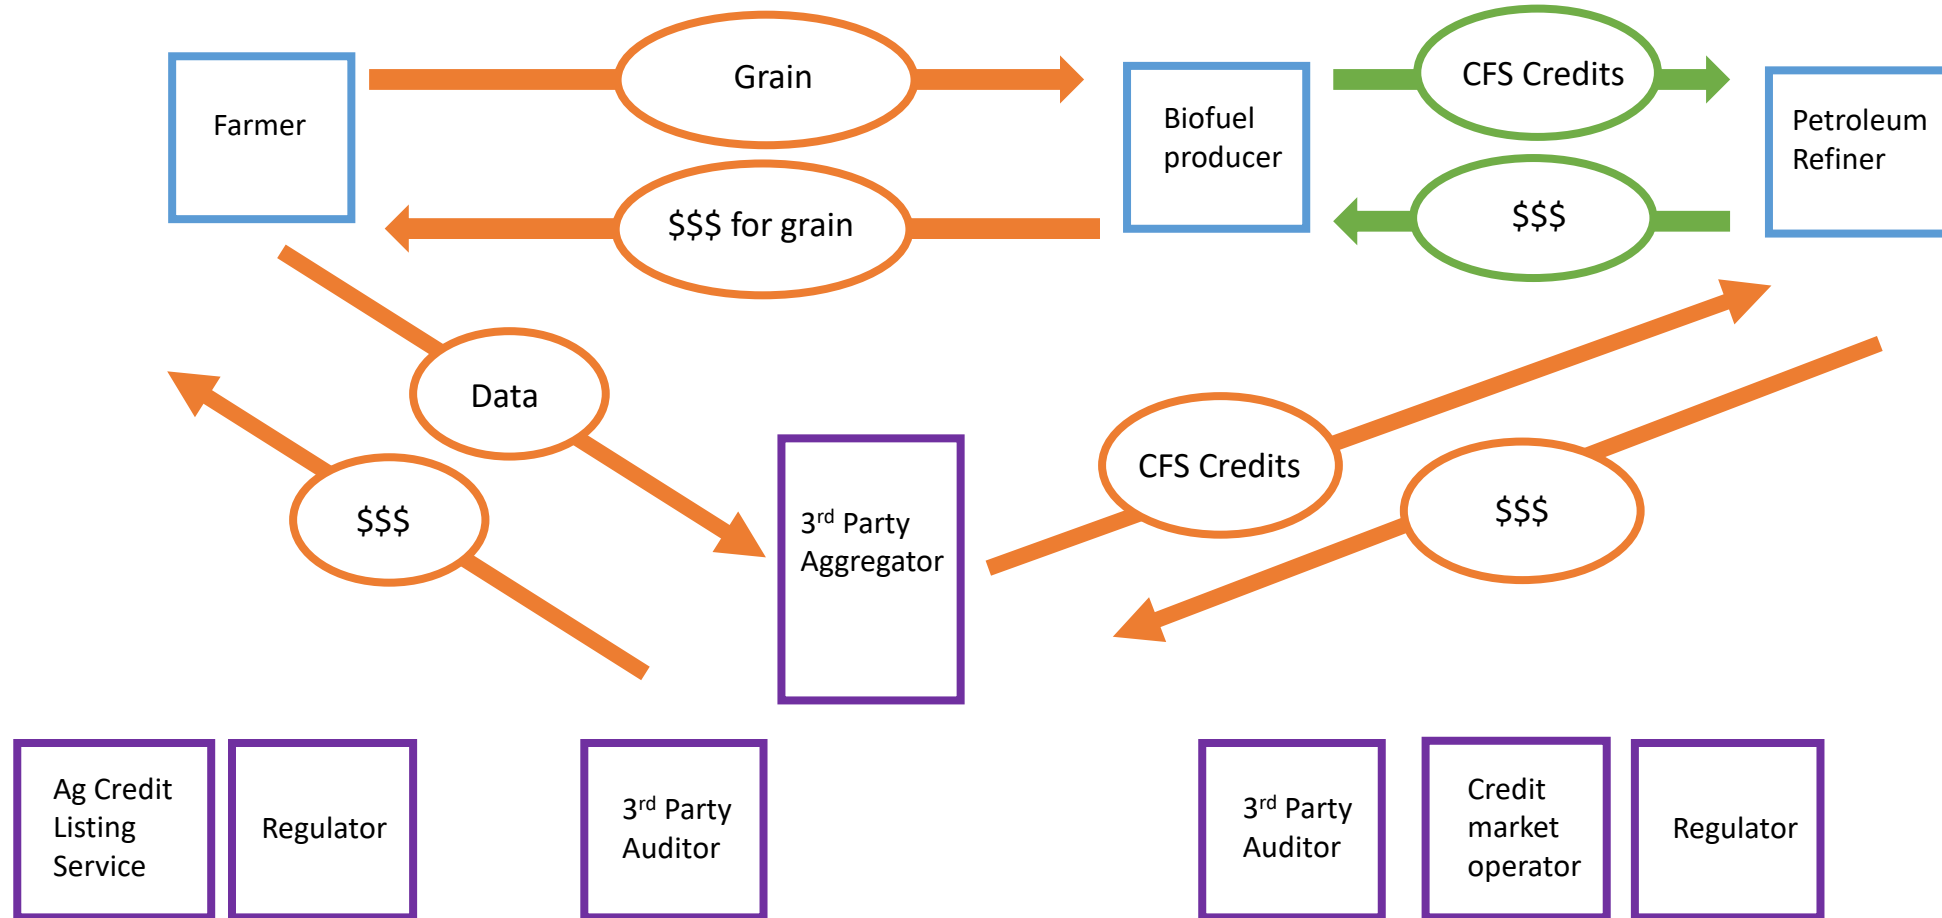 Grain
CFS Credits
Farmer
Biofuel
producer
Petroleum
Refiner
$$$ for grain
$$$
Data
CFS Credits
$$$
$$$
3rd Party
Aggregator
Ag Credit
Listing
Service
Regulator
3rd Party
Auditor
3rd Party
Auditor
Credit
market
operator
Regulator